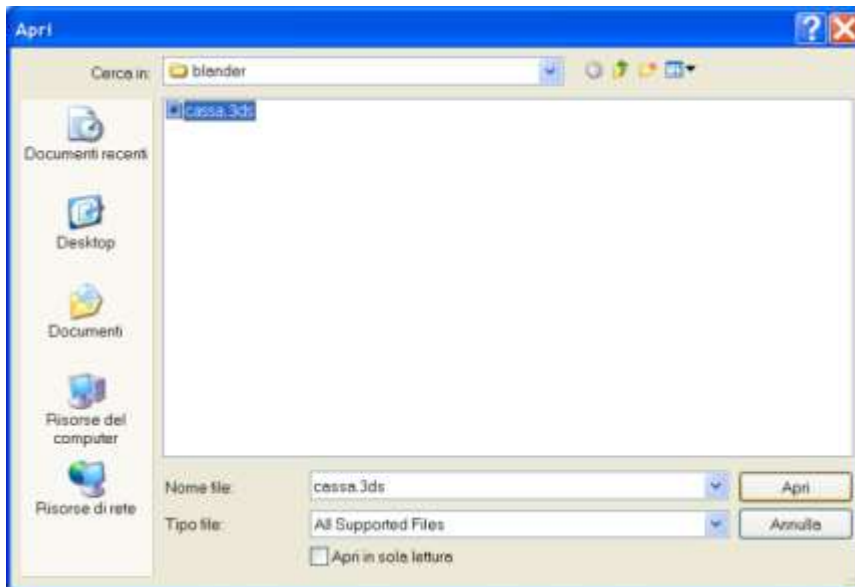 Apri
Cerca in:
blender
cassa.3ds
Documenti recenti
Desktop
Documenti
Risorse del
computer
Risorse di rete
Nome file:
cassa.3ds
Apri
Tipo file:
All Supported Files
Annulla
Apri in sola lettura